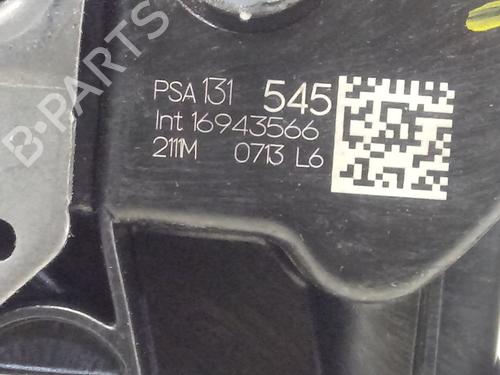 B-PARTS
PSA 131 545
Int 16943566
2111M 0713 L6